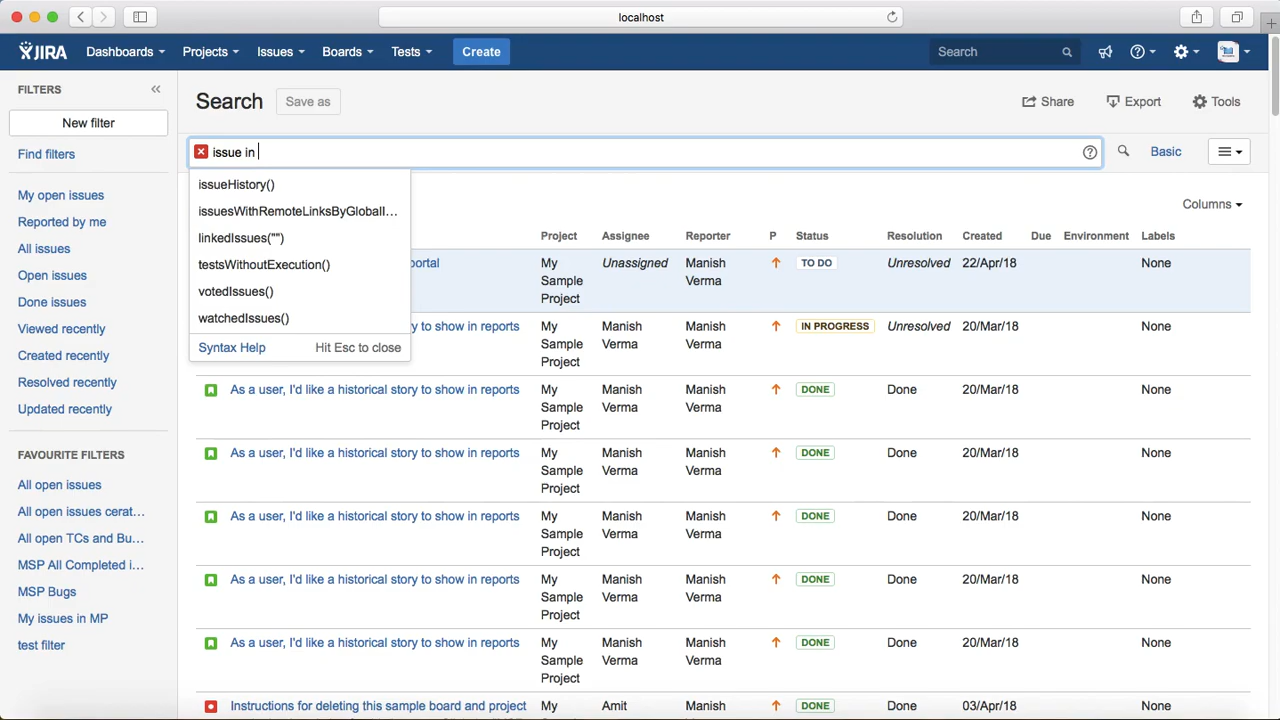 localhost
JIRA Dashboards Projects Issues Boards Tests Create Search
FILTERS
New filter
Find filters
My open issues
Reported by me
All issues
Open issues
Done issues
Viewed recently
Created recently
Resolved recently
Updated recently
FAVOURITE FILTERS
All open issues
All open issues cerat...
All open TCs and Bu...
MSP All Completed i...
MSP Bugs
My issues in MP
test filter
Search Save as Share Export Tools
issue in Basic
issueHistory()
issuesWithRemoteLinksByGlobalI...
linkedIssues("")
testsWithoutExecution()
votedIssues()
watchedIssues()
Syntax Help Hit Esc to close
Columns
Project Assignee Reporter P Status Resolution Created Due Environment Labels
portal My Sample Project Unassigned Manish Verma TO DO Unresolved 22/Apr/18 None
y to show in reports My Sample Project Manish Verma Manish Verma IN PROGRESS Unresolved 20/Mar/18 None
As a user, I'd like a historical story to show in reports My Sample Project Manish Verma Manish Verma DONE Done 20/Mar/18 None
As a user, I'd like a historical story to show in reports My Sample Project Manish Verma Manish Verma DONE Done 20/Mar/18 None
As a user, I'd like a historical story to show in reports My Sample Project Manish Verma Manish Verma DONE Done 20/Mar/18 None
As a user, I'd like a historical story to show in reports My Sample Project Manish Verma Manish Verma DONE Done 20/Mar/18 None
As a user, I'd like a historical story to show in reports My Sample Project Manish Verma Manish Verma DONE Done 20/Mar/18 None
Instructions for deleting this sample board and project My Amit Manish DONE Done 03/Apr/18 None